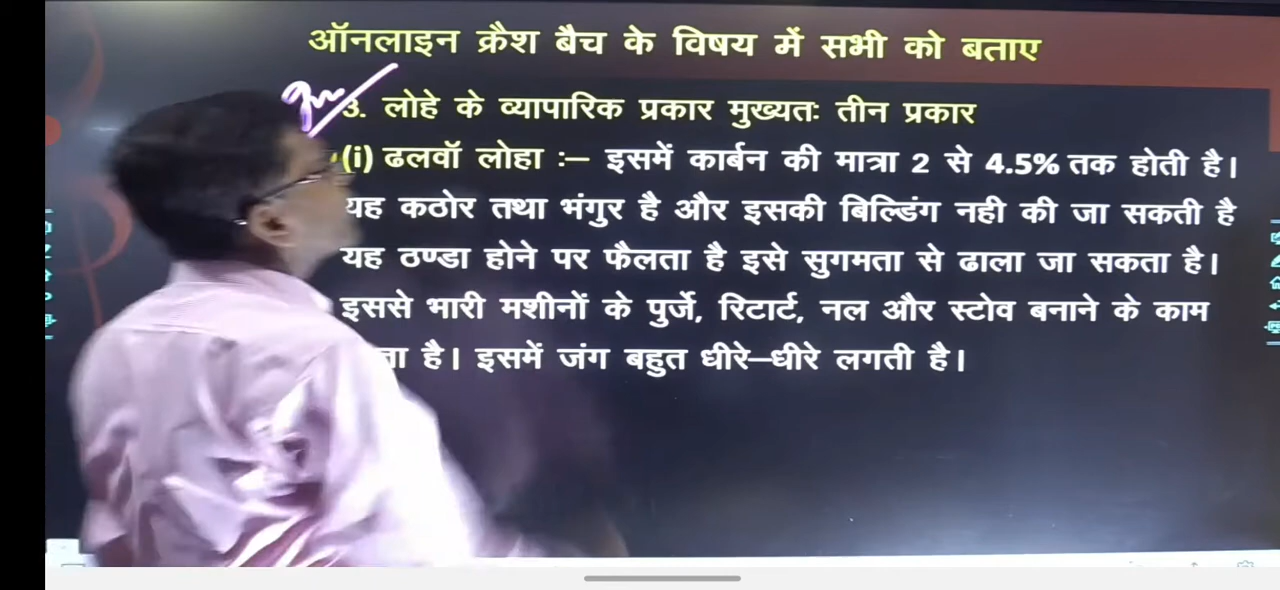 ऑनलाइन क्रैश बैच के विषय में सभी को बताए
3. लोहे के व्यापारिक प्रकार मुख्यतः तीन प्रकार
(i) ढलवॉ लोहा :– इसमें कार्बन की मात्रा 2 से 4.5% तक होती है।
यह कठोर तथा भंगुर है और इसकी बिल्डिंग नही की जा सकती है
यह ठण्डा होने पर फैलता है इसे सुगमता से ढाला जा सकता है।
इससे भारी मशीनों के पुर्जे, रिटार्ट, नल और स्टोव बनाने के काम
है। इसमें जंग बहुत धीरे–धीरे लगती है।